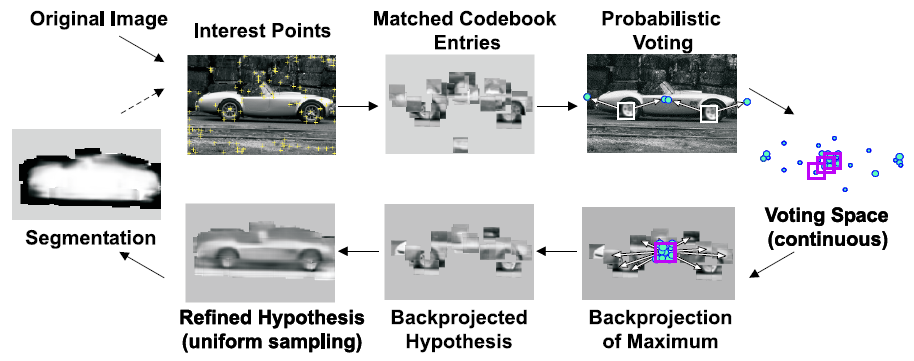 Original Image
Interest Points
Matched Codebook
Entries
Probabilistic
Voting
Voting Space
(continuous)
Segmentation
Refined Hypothesis
(uniform sampling)
Backprojected
Hypothesis
Backprojection
of Maximum